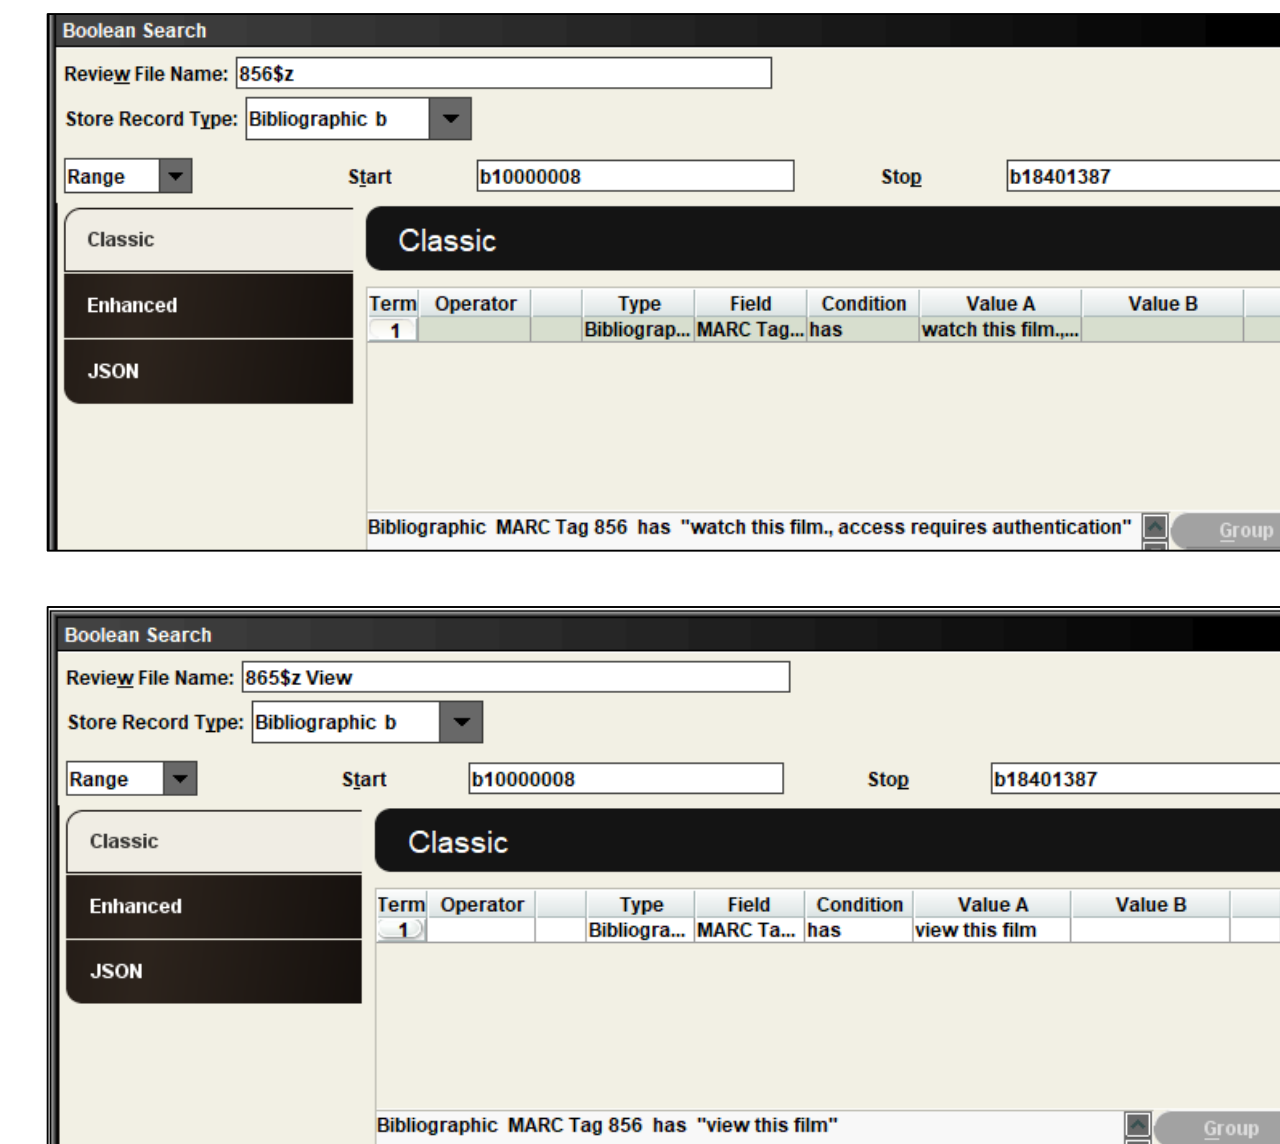 Boolean Search
Review File Name: 856$z
Store Record Type: Bibliographic b
Range Start b10000008 Stop b18401387
Classic
Classic
Enhanced
JSON
Term Operator Type Field Condition Value A Value B
1 Bibliograp... MARC Tag... has watch this film.,...
Bibliographic MARC Tag 856 has "watch this film., access requires authentication"
Group
Boolean Search
Review File Name: 865$z View
Store Record Type: Bibliographic b
Range Start b10000008 Stop b18401387
Classic
Classic
Enhanced
JSON
Term Operator Type Field Condition Value A Value B
1 Bibliogra... MARC Ta... has view this film
Bibliographic MARC Tag 856 has "view this film"
Group